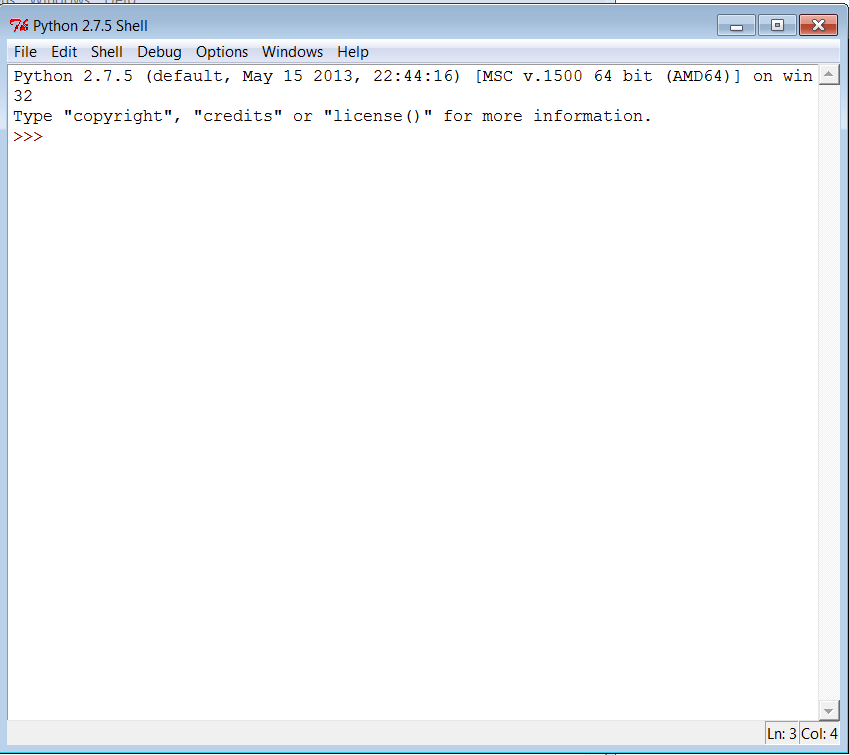 Python 2.7.5 Shell
File Edit Shell Debug Options Windows Help
Python 2.7.5 (default, May 15 2013, 22:44:16) [MSC v.1500 64 bit (AMD64)] on win
32
Type "copyright", "credits" or "license()" for more information.
>>>
Ln: 3 Col: 4